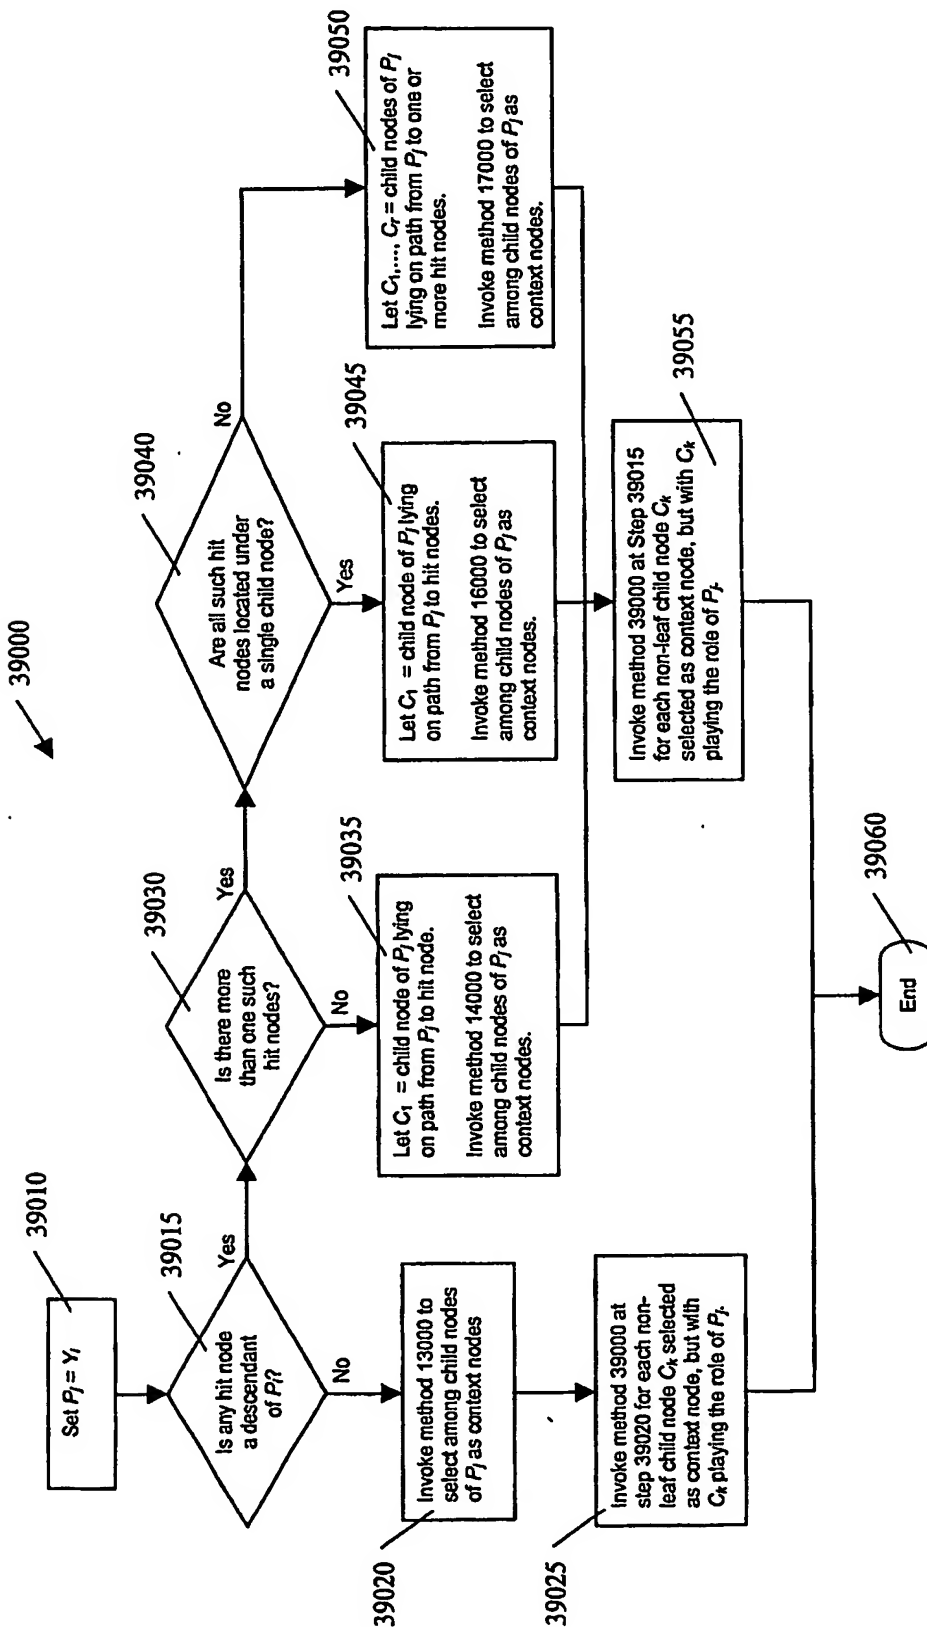 39000
39010
Set Pj = Yi
39015
Is any hit node
a descendant
of Pi?
Yes
No
39020
Invoke method 13000 to
select among child nodes
of Pj as context nodes
39025
Invoke method 39000 at
step 39020 for each non-
leaf child node Ck selected
as context node, but with
Ck playing the role of Pj.
39030
Is there more
than one such
hit nodes?
Yes
No
39035
Let C1 = child node of Pj lying
on path from Pj to hit node.
Invoke method 14000 to select
among child nodes of Pj as
context nodes.
39040
Are all such hit
nodes located under
a single child node?
No
Yes
39045
Let C1 = child node of Pj lying
on path from Pj to hit nodes.
Invoke method 16000 to select
among child nodes of Pj as
context nodes.
39050
Let C1,..., Cr = child nodes of Pj
lying on path from Pj to one or
more hit nodes.
Invoke method 17000 to select
among child nodes of Pj as
context nodes.
39055
Invoke method 39000 at Step 39015
for each non-leaf child node Ck
selected as context node, but with Ck
playing the role of Pj.
39060
End